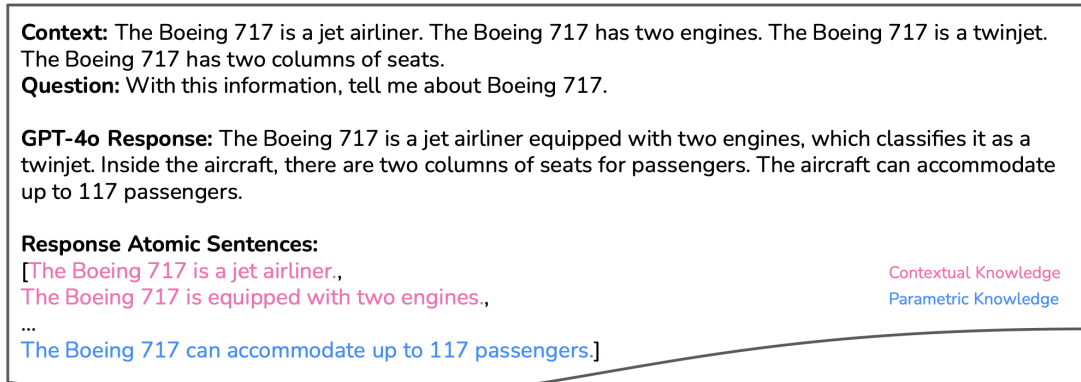 Context: The Boeing 717 is a jet airliner. The Boeing 717 has two engines. The Boeing 717 is a twinjet.
The Boeing 717 has two columns of seats.
Question: With this information, tell me about Boeing 717.
GPT-4o Response: The Boeing 717 is a jet airliner equipped with two engines, which classifies it as a
twinjet. Inside the aircraft, there are two columns of seats for passengers. The aircraft can accommodate
up to 117 passengers.
Response Atomic Sentences:
[The Boeing 717 is a jet airliner.,
The Boeing 717 is equipped with two engines.,
...
The Boeing 717 can accommodate up to 117 passengers.]
Contextual Knowledge
Parametric Knowledge